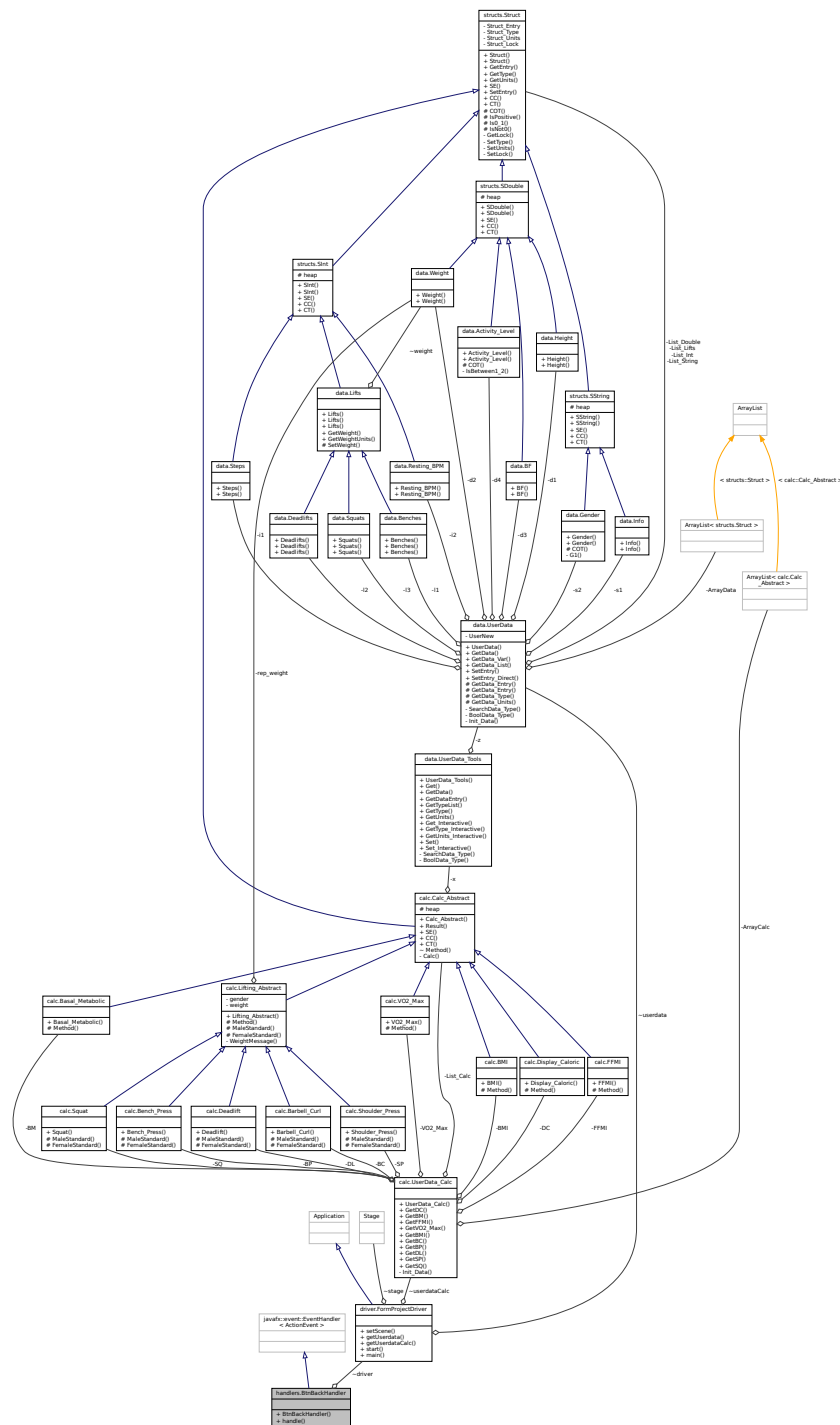 structs.Struct
- Struct_Entry
- Struct_Type
- Struct_Units
- Struct_Lock
+ Struct()
+ Struct()
+ GetEntry()
+ GetType()
+ GetUnits()
+ SE()
+ SetEntry()
+ CC()
+ CT()
# COT()
# IsPositive()
# Is0_1()
# IsNot0()
- GetLock()
- SetType()
- SetUnits()
- SetLock()
structs.SDouble
# heap
+ SDouble()
+ SDouble()
+ SE()
+ CC()
+ CT()
structs.SInt
# heap
+ SInt()
+ SInt()
+ SE()
+ CC()
+ CT()
data.Weight
+ Weight()
+ Weight()
data.Activity_Level
+ Activity_Level()
+ Activity_Level()
# COT()
- IsBetween1_2()
data.Height
+ Height()
+ Height()
-List_Double
-List_Lifts
-List_Int
-List_String
~weight
data.Lifts
+ Lifts()
+ Lifts()
+ Lifts()
+ GetWeight()
+ GetWeightUnits()
# SetWeight()
structs.SString
# heap
+ SString()
+ SString()
+ SE()
+ CC()
+ CT()
ArrayList
data.Steps
+ Steps()
+ Steps()
data.Resting_BPM
+ Resting_BPM()
+ Resting_BPM()
-d2
-d4
data.BF
+ BF()
+ BF()
-d1
< structs::Struct >
< calc::Calc_Abstract >
data.Deadlifts
+ Deadlifts()
+ Deadlifts()
+ Deadlifts()
data.Squats
+ Squats()
+ Squats()
+ Squats()
data.Benches
+ Benches()
+ Benches()
+ Benches()
data.Gender
+ Gender()
+ Gender()
# COT()
- G1()
data.Info
+ Info()
+ Info()
ArrayList< structs.Struct >
-i1
-i2
-d3
-l2
-l3
-l1
-s2
-s1
-ArrayData
ArrayList< calc.Calc
_Abstract >
data.UserData
- UserNew
+ UserData()
+ GetData()
+ GetData_Var()
+ GetData_List()
+ SetEntry()
+ SetEntry_Direct()
# GetData_Entry()
# GetData_Entry()
# GetData_Type()
# GetData_Units()
- SearchData_Type()
- BoolData_Type()
- Init_Data()
-rep_weight
-z
data.UserData_Tools
+ UserData_Tools()
+ Get()
+ GetData()
+ GetDataEntry()
+ GetTypeList()
+ GetType()
+ GetUnits()
+ Get_Interactive()
+ GetType_Interactive()
+ GetUnits_Interactive()
+ Set()
+ Set_Interactive()
- SearchData_Type()
- BoolData_Type()
-x
calc.Calc_Abstract
# heap
+ Calc_Abstract()
+ Result()
+ SE()
+ CC()
+ CT()
~ Method()
- Calc()
-ArrayCalc
calc.Basal_Metabolic
+ Basal_Metabolic()
# Method()
calc.Lifting_Abstract
- gender
- weight
+ Lifting_Abstract()
# Method()
# MaleStandard()
# FemaleStandard()
- WeightMessage()
calc.VO2_Max
+ VO2_Max()
# Method()
~userdata
-List_Calc
calc.BMI
+ BMI()
# Method()
calc.Display_Caloric
+ Display_Caloric()
# Method()
calc.FFMI
+ FFMI()
# Method()
calc.Squat
+ Squat()
# MaleStandard()
# FemaleStandard()
calc.Bench_Press
+ Bench_Press()
# MaleStandard()
# FemaleStandard()
calc.Deadlift
+ Deadlift()
# MaleStandard()
# FemaleStandard()
calc.Barbell_Curl
+ Barbell_Curl()
# MaleStandard()
# FemaleStandard()
calc.Shoulder_Press
+ Shoulder_Press()
# MaleStandard()
# FemaleStandard()
-BM
-VO2_Max
-BMI
-DC
-FFMI
-SQ
-BP
-DL
-BC
-SP
calc.UserData_Calc
+ UserData_Calc()
+ GetDC()
+ GetBM()
+ GetFFMI()
+ GetVO2_Max()
+ GetBMI()
+ GetBC()
+ GetBP()
+ GetDL()
+ GetSP()
+ GetSQ()
- Init_Data()
Application
Stage
~stage
~userdataCalc
javafx::event::EventHandler
< ActionEvent >
driver.FormProjectDriver
+ setScene()
+ getUserdata()
+ getUserdataCalc()
+ start()
+ main()
~driver
handlers.BtnBackHandler
+ BtnBackHandler()
+ handle()